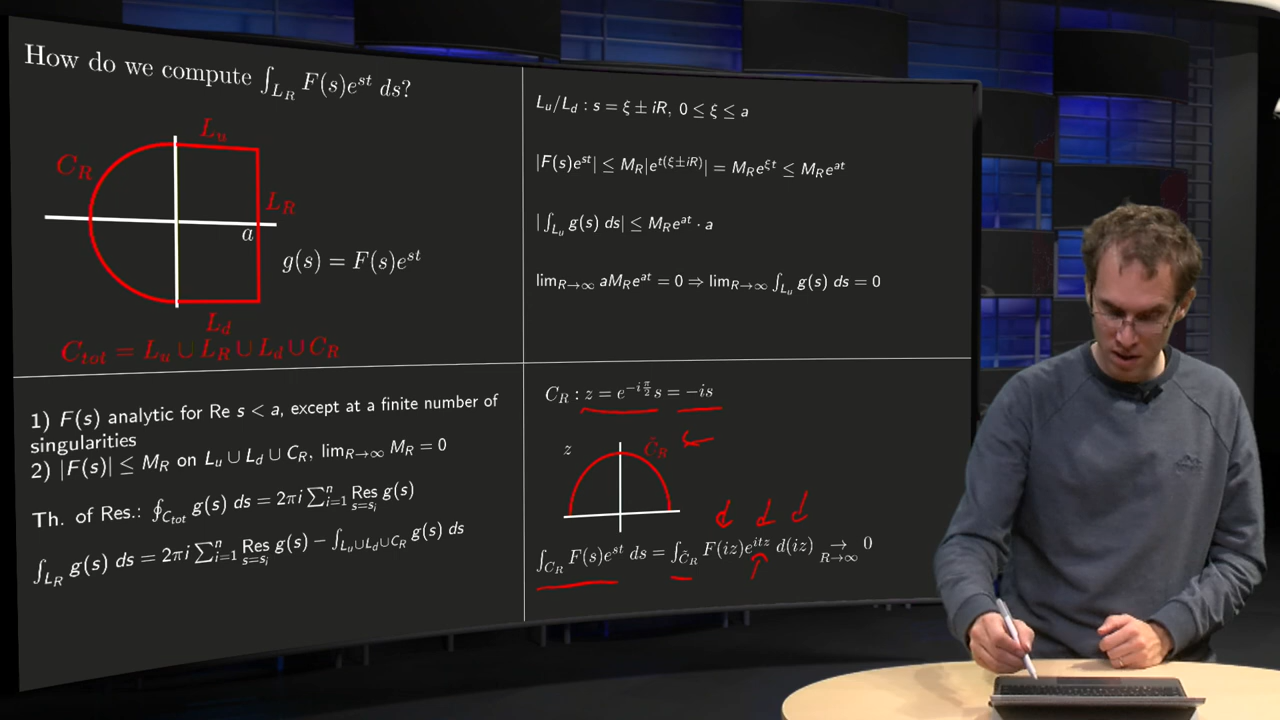 How do we compute ∫_{L_R} F(s)e^{st} ds?
L_u
C_R
L_R
a
g(s) = F(s)e^{st}
L_d
C_{tot} = L_u ∪ L_R ∪ L_d ∪ C_R
L_u/L_d : s = ξ ± iR, 0 ≤ ξ ≤ a
|F(s)e^{st}| ≤ M_R|e^{t(ξ±iR)}| = M_R e^{ξt} ≤ M_R e^{at}
|∫_{L_u} g(s) ds| ≤ M_R e^{at} · a
lim_{R→∞} aM_R e^{at} = 0 ⇒ lim_{R→∞} ∫_{L_u} g(s) ds = 0
1) F(s) analytic for Re s < a, except at a finite number of
singularities
2) |F(s)| ≤ M_R on L_u ∪ L_d ∪ C_R, lim_{R→∞} M_R = 0
Th. of Res.: ∮_{C_{tot}} g(s) ds = 2πi ∑_{i=1}^{n} Res_{s=s_i} g(s)
∫_{L_R} g(s) ds = 2πi ∑_{i=1}^{n} Res_{s=s_i} g(s) − ∫_{L_u∪L_d∪C_R} g(s) ds
C_R : z = e^{−i π/2} s = −is
z
C̃_R
∫_{C_R} F(s)e^{st} ds = ∫_{C̃_R} F(iz)e^{itz} d(iz) →_{R→∞} 0